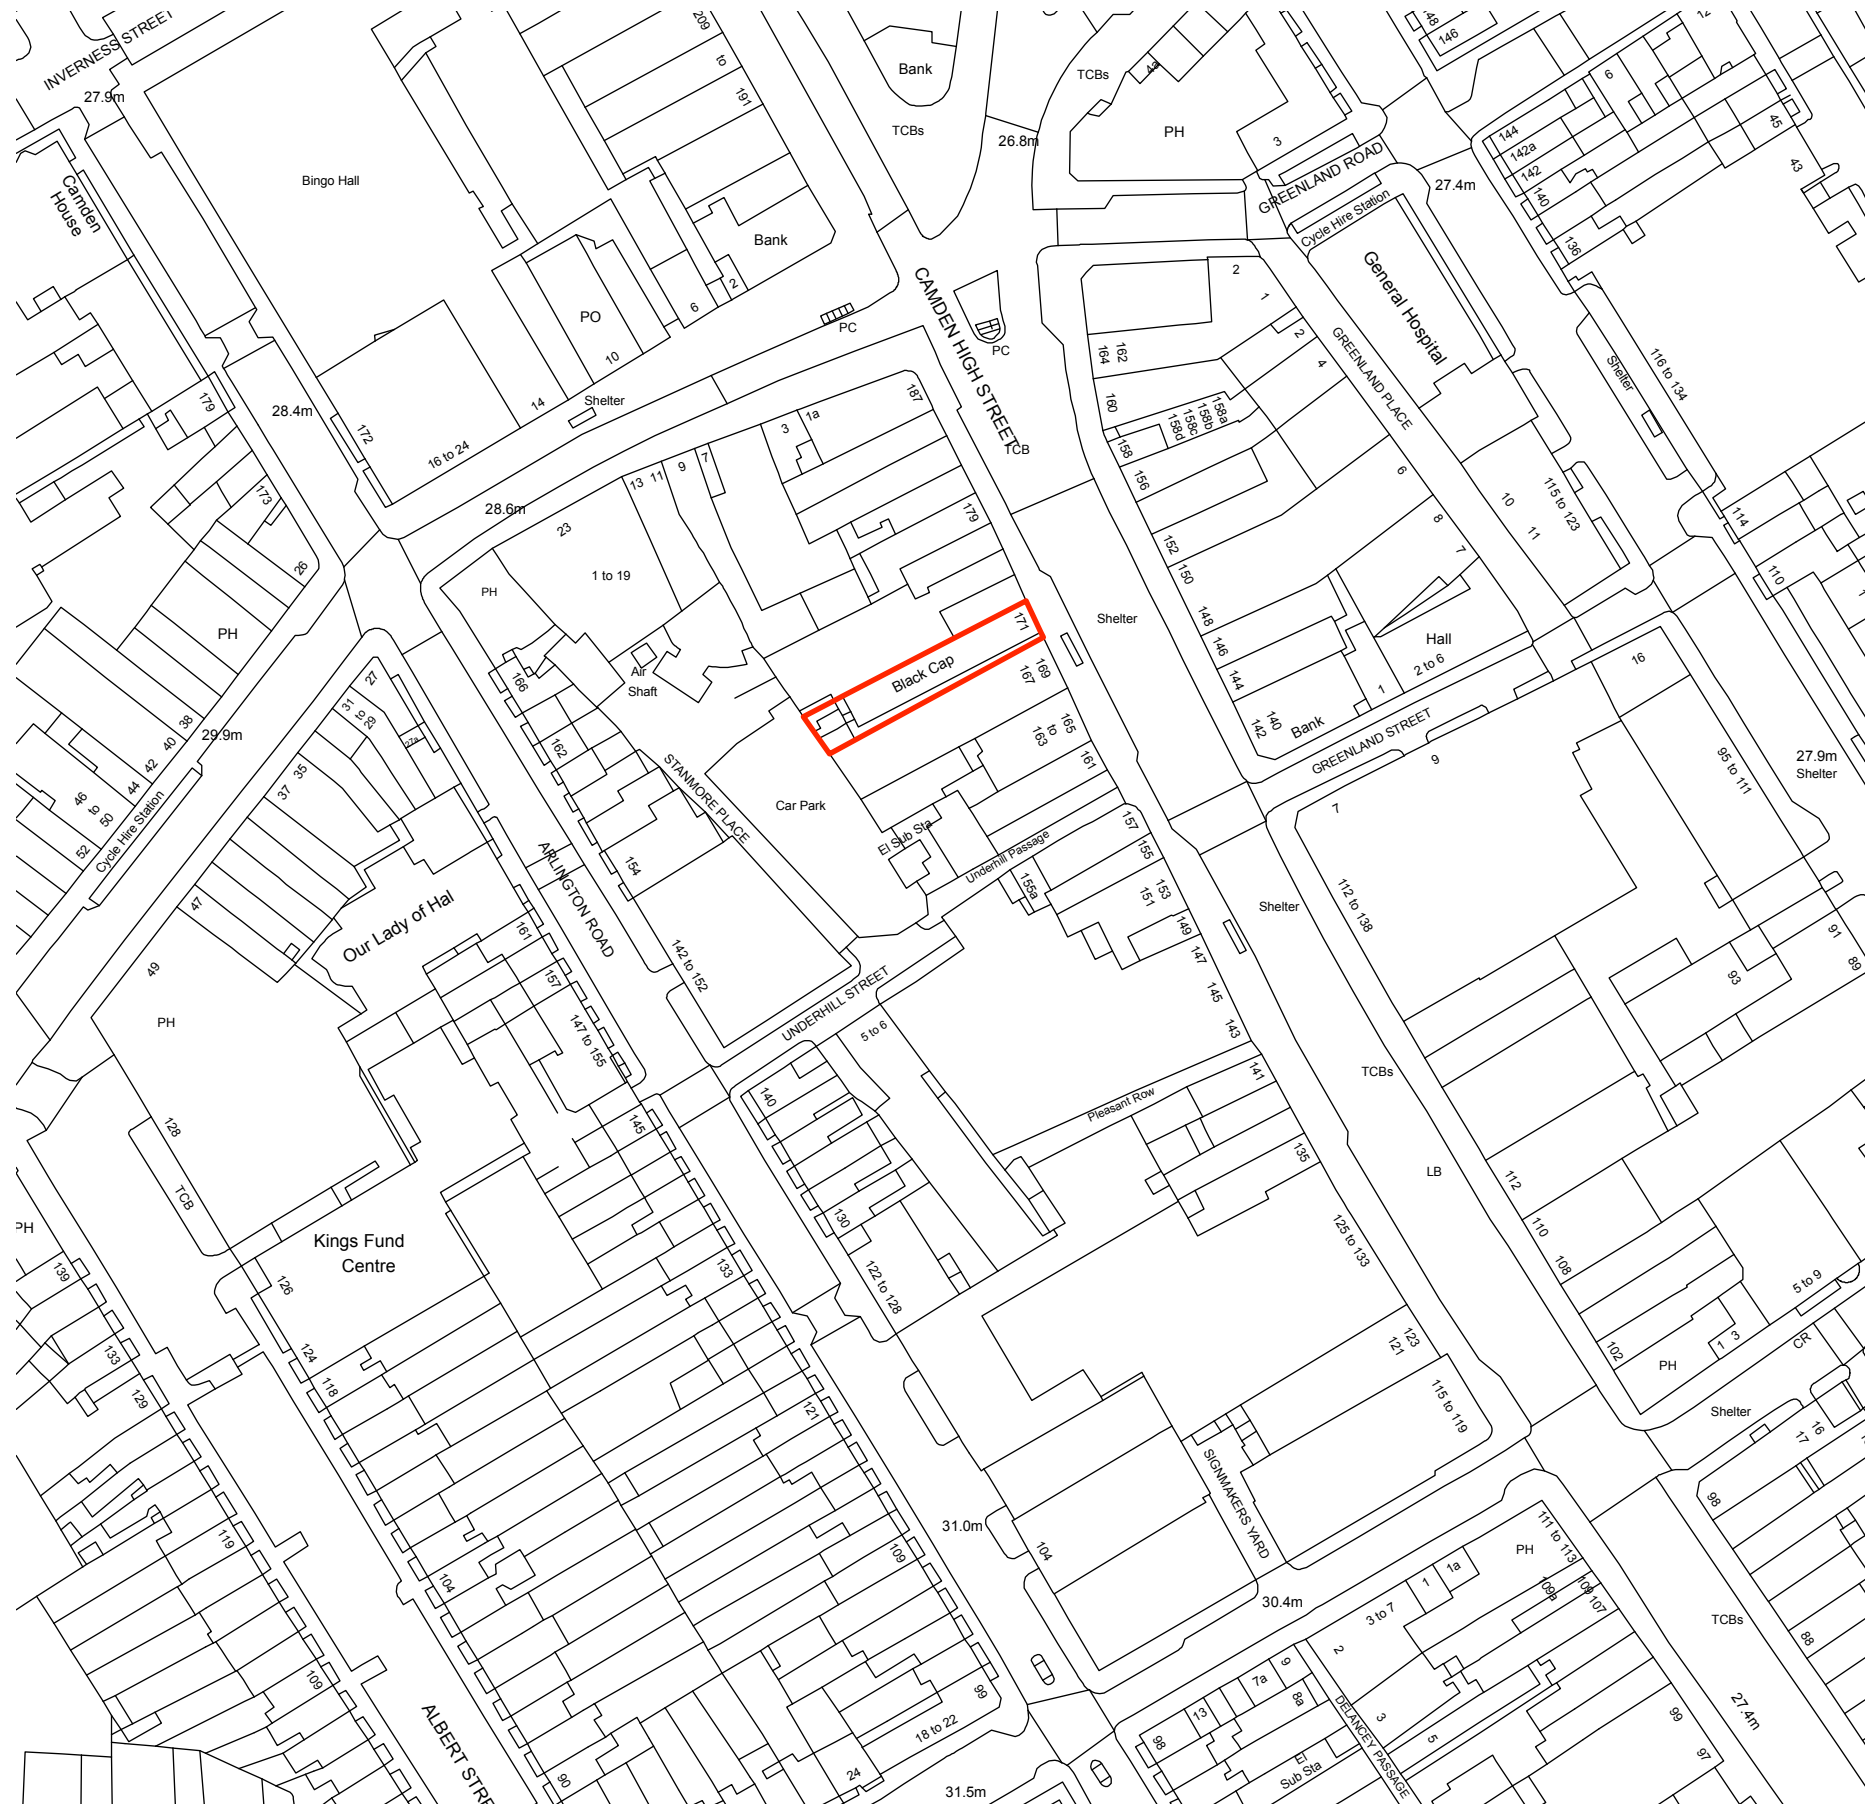 INVERNESS STREET
27.9m
Camden
House
Bingo Hall
209
to
191
Bank
Bank
2
6
PO
10
14
16 to 24
172
Shelter
PC
28.4m
179
173
26
PH
TCBs
26.8m
TCBs
4a
PH
3
GREENLAND ROAD
Cycle Hire Station
27.4m
General Hospital
148
146
12
6
144
142a
142
140
136
45
43
116 to 134
Shelter
CAMDEN HIGH STREET
PC
TCB
2
1
2
4
GREENLAND PLACE
164
162
160
158a
158b
158c
158d
158
156
152
150
148
146
144
142
140
Bank
6
8
7
10
11
115 to 123
114
110
Hall
2 to 6
1
GREENLAND STREET
16
9
7
95 to 111
27.9m
Shelter
28.6m
23
13
11
9
7
3
1a
187
179
1 to 19
PH
Air
Shaft
166
162
154
STANMORE PLACE
142 to 152
Car Park
171
Black Cap
169
167
165
to
163
161
Shelter
El Sub Sta
Underhill Passage
157
155
155a
153
151
149
147
145
143
Shelter
112 to 138
91
89
93
27
31
to
29
27a
35
37
47
49
PH
29.9m
38
40
42
44
46
to
50
52
Cycle Hire Station
Our Lady of Hal
ARLINGTON ROAD
161
157
147 to 155
145
UNDERHILL STREET
5 to 6
140
130
122 to 128
Pleasant Row
141
135
125 to 133
123
121
115 to 119
TCBs
LB
112
110
108
102
PH
1
3
5 to 9
CR
Shelter
16
17
98
128
TCB
PH
139
133
129
126
124
118
Kings Fund
Centre
133
121
109
104
119
109
90
ALBERT STRE
99
18 to 22
24
31.5m
31.0m
104
SIGNMAKERS YARD
30.4m
111 to 113
PH
1a
1
3 to 7
2
109a
109
107
9
7a
8a
13
98
DELANCEY PASSAGE
3
5
El
Sub Sta
99
97
27.4m
TCBs
88